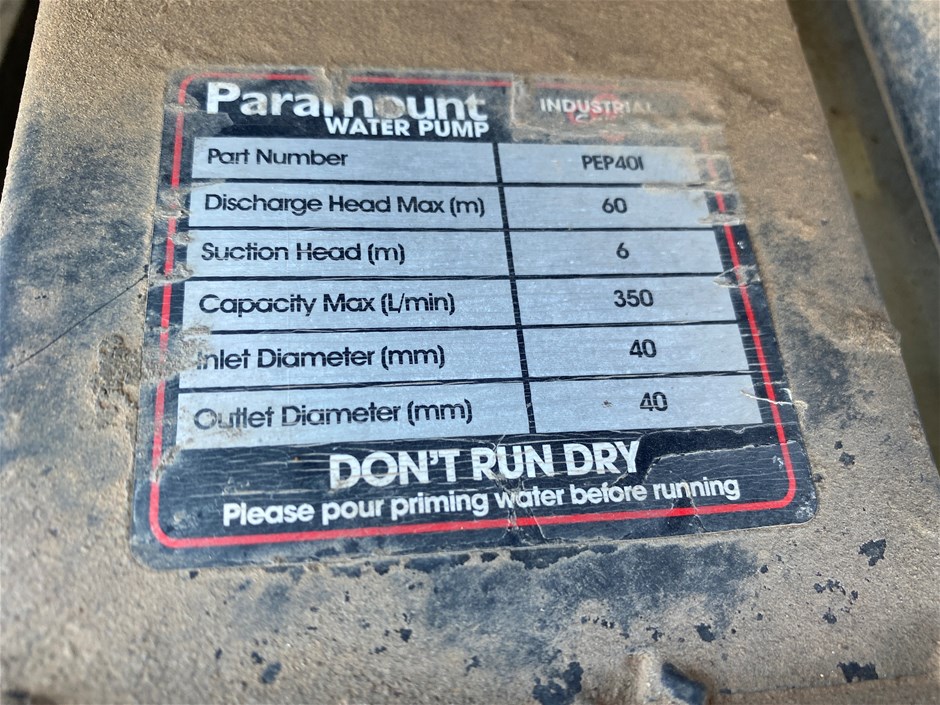 Paramount
WATER PUMP
INDUSTRIAL
Part Number PEP40I
Discharge Head Max (m) 60
Suction Head (m) 6
Capacity Max (L/min) 350
Inlet Diameter (mm) 40
Outlet Diameter (mm) 40
DON'T RUN DRY
Please pour priming water before running